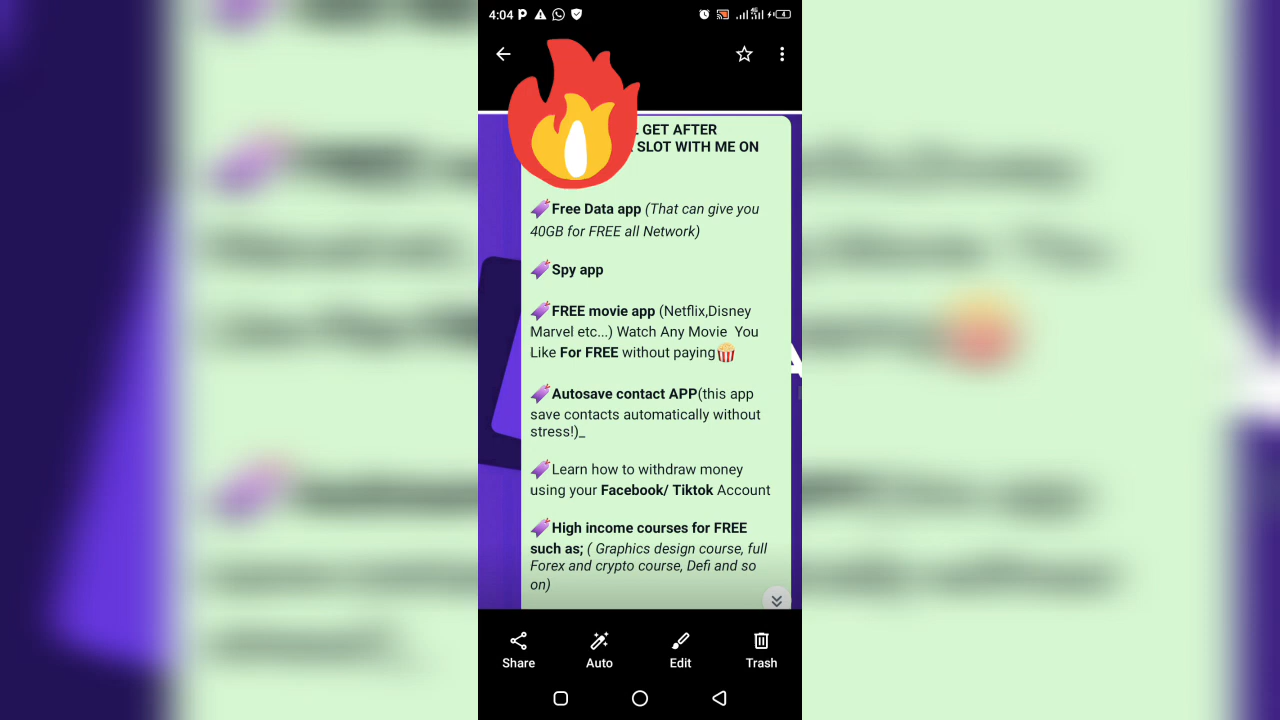 4:04
GET AFTER
SLOT WITH ME ON
Free Data app (That can give you
40GB for FREE all Network)
Spy app
FREE movie app (Netflix,Disney
Marvel etc...) Watch Any Movie You
Like For FREE without paying
Autosave contact APP(this app
save contacts automatically without
stress!)_
Learn how to withdraw money
using your Facebook/ Tiktok Account
High income courses for FREE
such as; ( Graphics design course, full
Forex and crypto course, Defi and so
on)
Share Auto Edit Trash